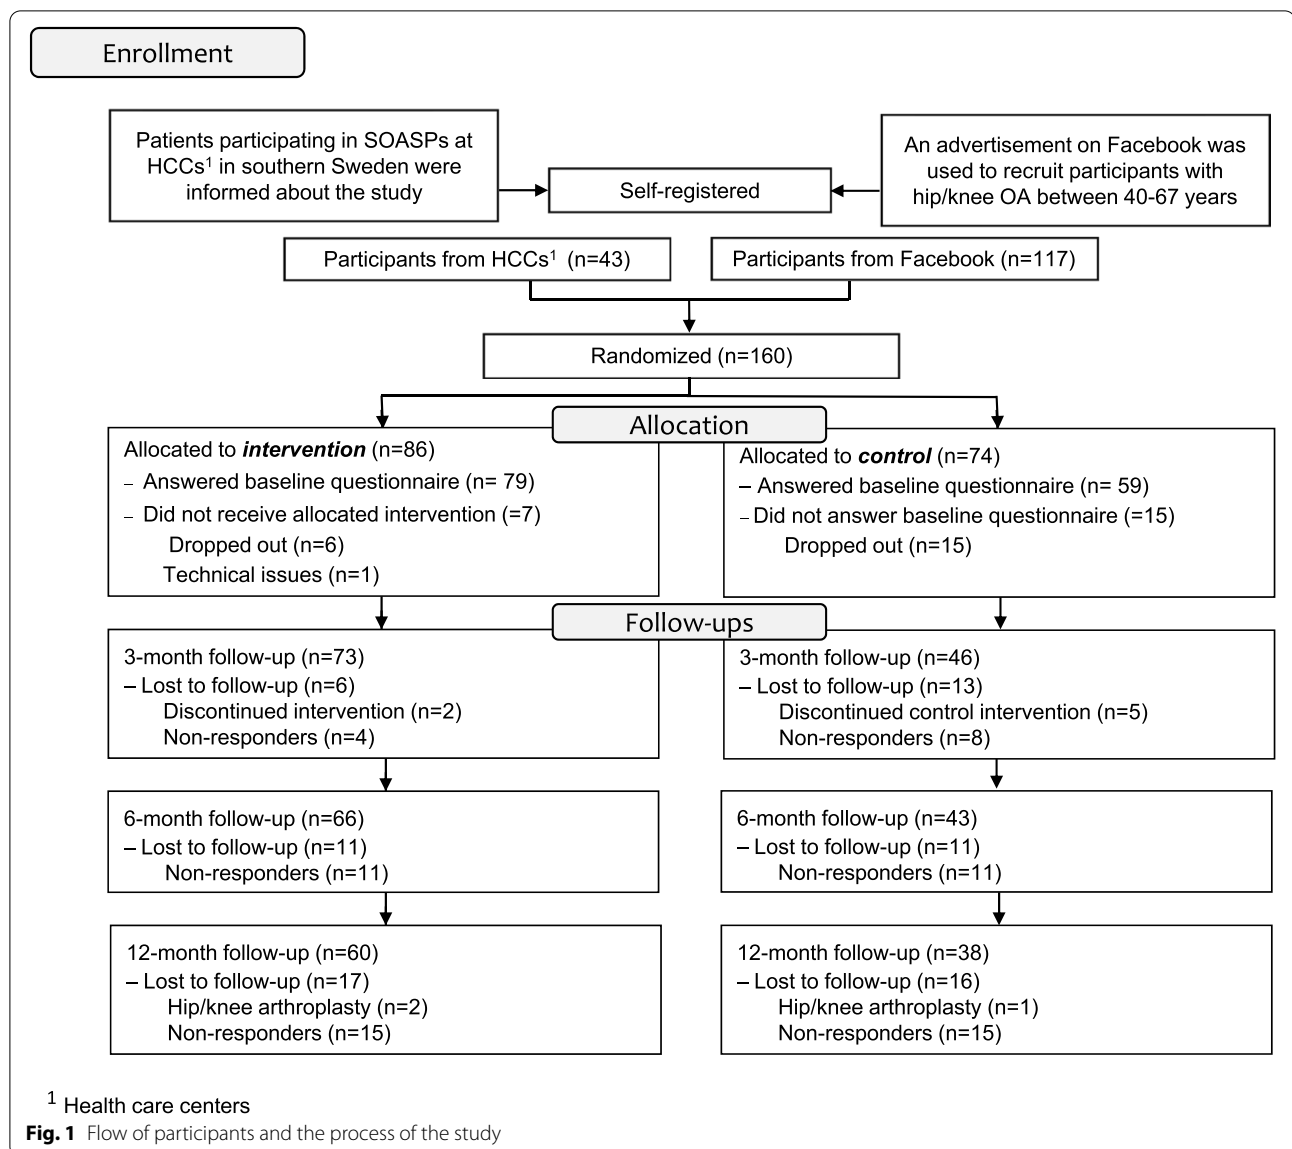 Enrollment
Patients participating in SOASPs at
HCCs¹ in southern Sweden were
informed about the study
Self-registered
An advertisement on Facebook was
used to recruit participants with
hip/knee OA between 40-67 years
Participants from HCCs¹ (n=43)
Participants from Facebook (n=117)
Randomized (n=160)
Allocation
Allocated to intervention (n=86)
– Answered baseline questionnaire (n= 79)
– Did not receive allocated intervention (=7)
Dropped out (n=6)
Technical issues (n=1)
Allocated to control (n=74)
– Answered baseline questionnaire (n= 59)
– Did not answer baseline questionnaire (=15)
Dropped out (n=15)
Follow-ups
3-month follow-up (n=73)
– Lost to follow-up (n=6)
Discontinued intervention (n=2)
Non-responders (n=4)
3-month follow-up (n=46)
– Lost to follow-up (n=13)
Discontinued control intervention (n=5)
Non-responders (n=8)
6-month follow-up (n=66)
– Lost to follow-up (n=11)
Non-responders (n=11)
6-month follow-up (n=43)
– Lost to follow-up (n=11)
Non-responders (n=11)
12-month follow-up (n=60)
– Lost to follow-up (n=17)
Hip/knee arthroplasty (n=2)
Non-responders (n=15)
12-month follow-up (n=38)
– Lost to follow-up (n=16)
Hip/knee arthroplasty (n=1)
Non-responders (n=15)
¹ Health care centers
Fig. 1 Flow of participants and the process of the study